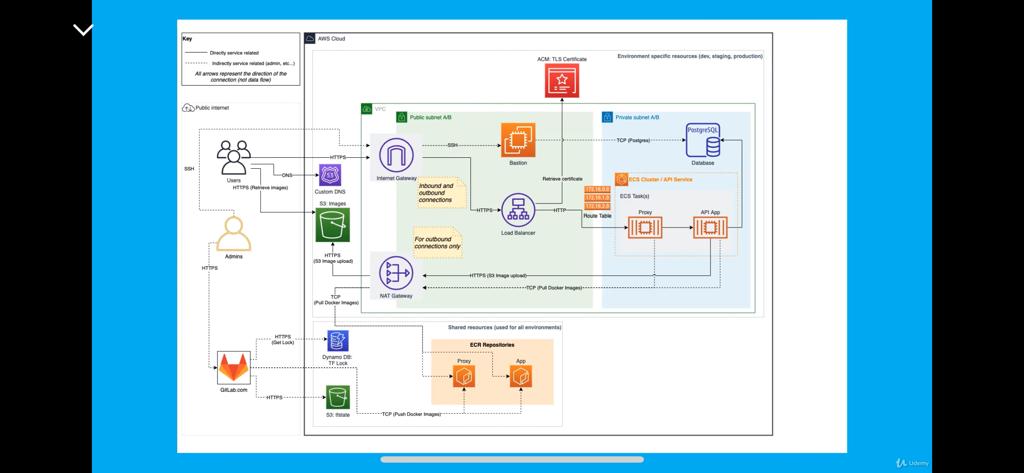 Key
Directly service related
Indirectly service related (admin, etc...)
All arrows represent the direction of the
connection (not data flow)
AWS Cloud
Environment specific resources (dev, staging, production)
ACM: TLS Certificate
Public internet
VPC
Public subnet A/B
Private subnet A/B
PostgreSQL
SSH
TCP (Postgres)
Bastion
Database
HTTPS
SSH
Users
DNS
Internet Gateway
Retrieve certificate
ECS Cluster / API Service
HTTPS (Retrieve Images)
53
Custom DNS
Inbound and
outbound
connections
172.16.0.0
172.16.1.0
172.16.2.0
ECS Task(s)
S3: Images
HTTPS
HTTP
Route Table
Proxy
API App
Load Balancer
For outbound
connections only
Admins
HTTPS
(S3 Image upload)
HTTPS
HTTPS (S3 Image upload)
TCP (Pull Docker Images)
NAT Gateway
TCP
(Pull Docker Images)
Shared resources (used for all environments)
HTTPS
(Get Lock)
ECR Repositories
Dynamo DB:
TF Lock
Proxy
App
GitLab.com
HTTPS
S3: tfstate
TCP (Push Docker Images)
Udemy